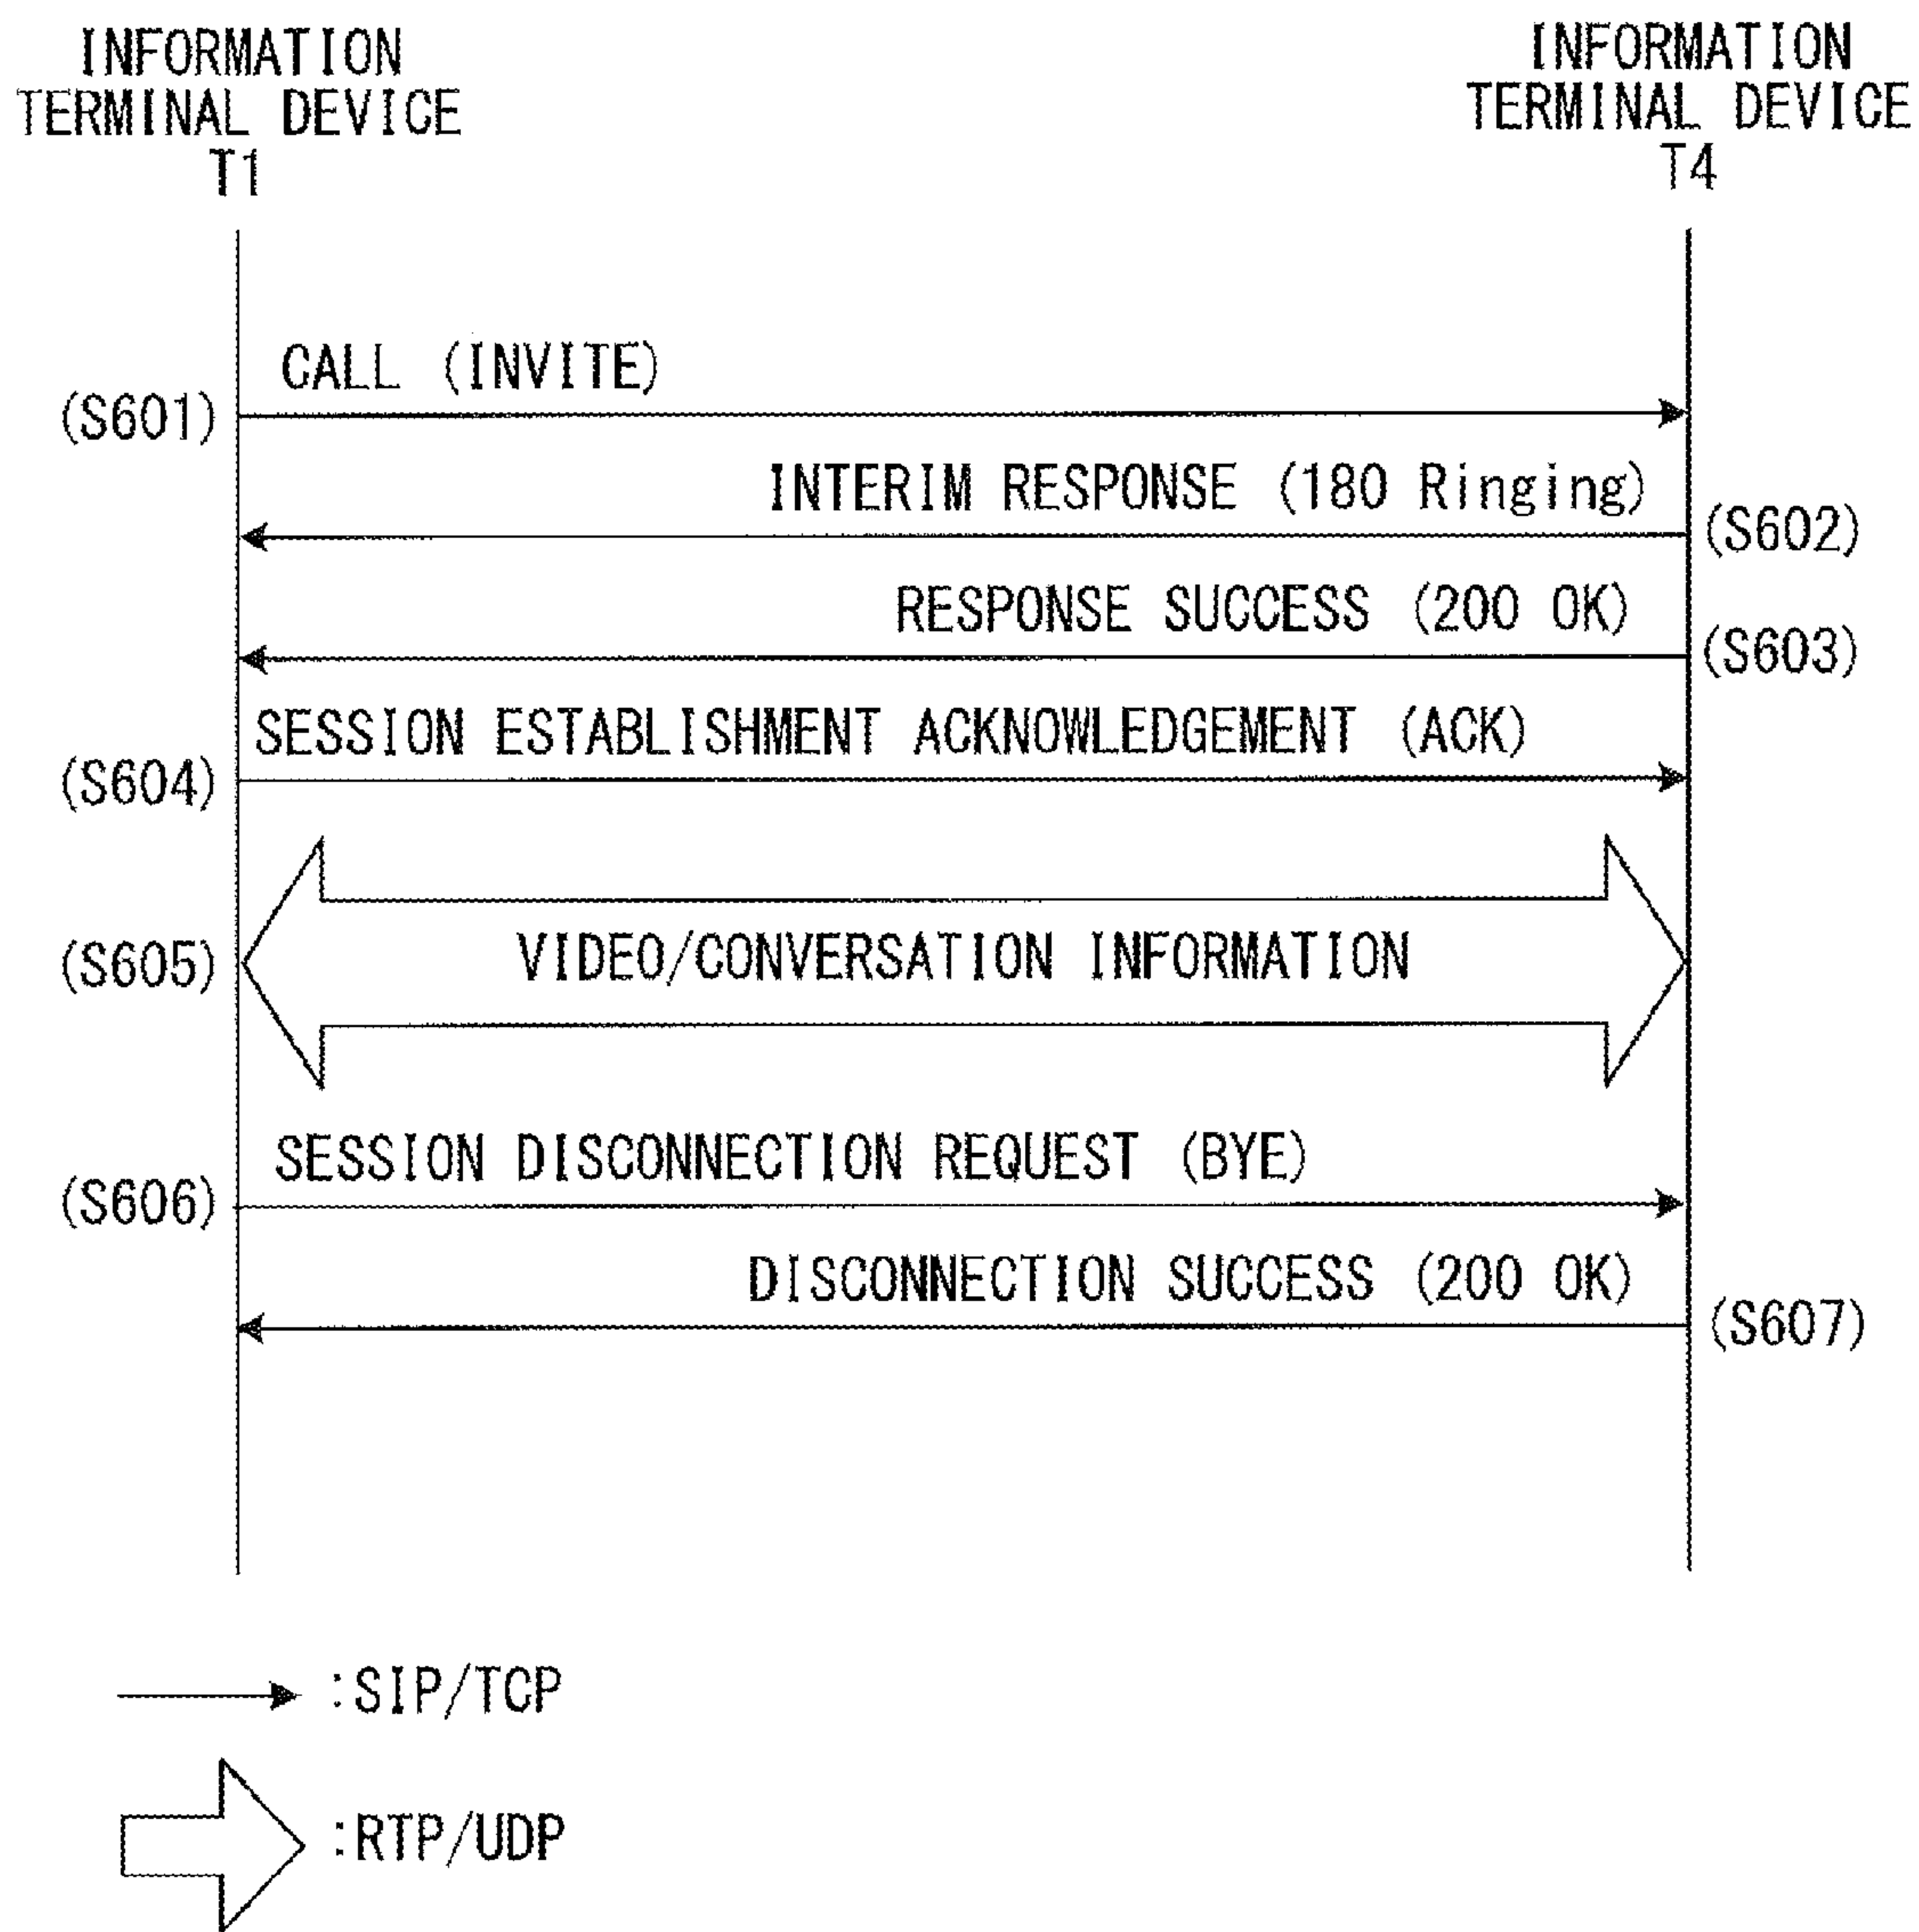 INFORMATION
TERMINAL DEVICE
T1
INFORMATION
TERMINAL DEVICE
T4
CALL (INVITE)
(S601)
INTERIM RESPONSE (180 Ringing)
(S602)
RESPONSE SUCCESS (200 OK)
(S603)
SESSION ESTABLISHMENT ACKNOWLEDGEMENT (ACK)
(S604)
(S605)
VIDEO/CONVERSATION INFORMATION
SESSION DISCONNECTION REQUEST (BYE)
(S606)
DISCONNECTION SUCCESS (200 OK)
(S607)
:SIP/TCP
:RTP/UDP